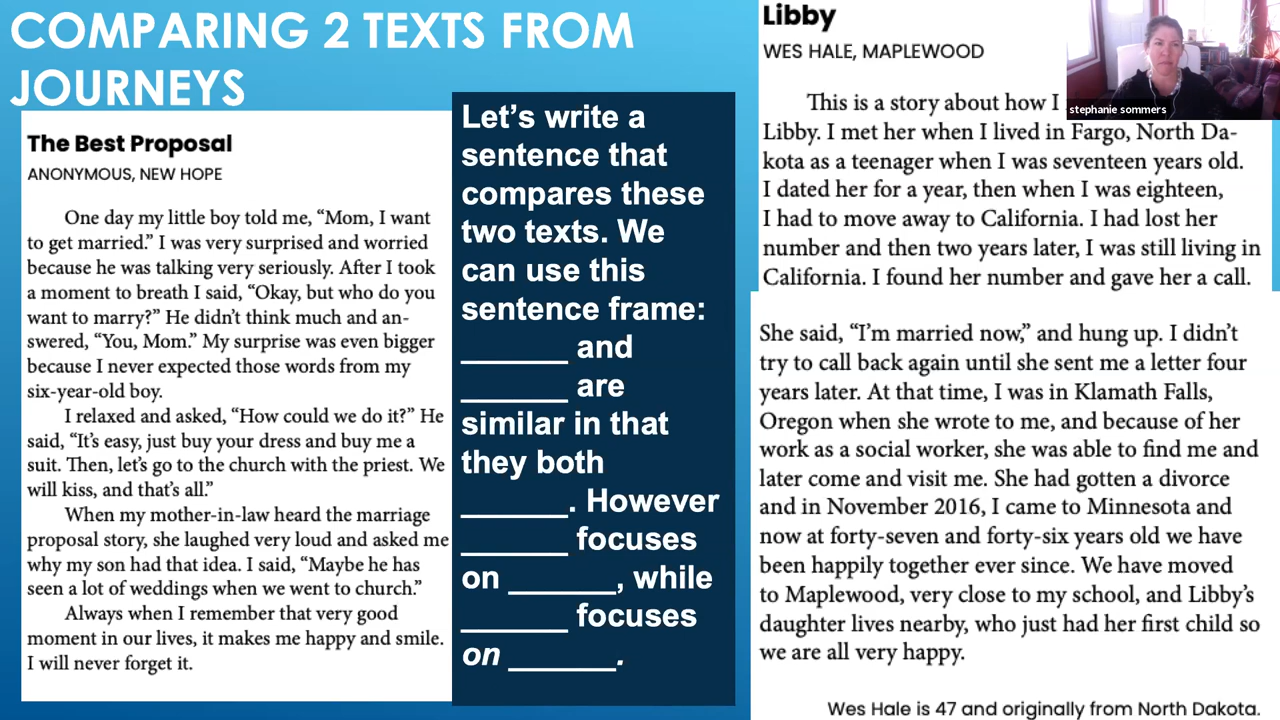 COMPARING 2 TEXTS FROM
JOURNEYS
The Best Proposal
ANONYMOUS, NEW HOPE
One day my little boy told me, “Mom, I want
to get married.” I was very surprised and worried
because he was talking very seriously. After I took
a moment to breath I said, “Okay, but who do you
want to marry?” He didn’t think much and an-
swered, “You, Mom.” My surprise was even bigger
because I never expected those words from my
six-year-old boy.
I relaxed and asked, “How could we do it?” He
said, “It’s easy, just buy your dress and buy me a
suit. Then, let’s go to the church with the priest. We
will kiss, and that’s all.”
When my mother-in-law heard the marriage
proposal story, she laughed very loud and asked me
why my son had that idea. I said, “Maybe he has
seen a lot of weddings when we went to church.”
Always when I remember that very good
moment in our lives, it makes me happy and smile.
I will never forget it.
Let’s write a
sentence that
compares these
two texts. We
can use this
sentence frame:
______ and
______ are
similar in that
they both
______. However
______ focuses
on ______, while
______ focuses
on ______.
Libby
WES HALE, MAPLEWOOD
This is a story about how I
Libby. I met her when I lived in Fargo, North Da-
kota as a teenager when I was seventeen years old.
I dated her for a year, then when I was eighteen,
I had to move away to California. I had lost her
number and then two years later, I was still living in
California. I found her number and gave her a call.
She said, “I’m married now,” and hung up. I didn’t
try to call back again until she sent me a letter four
years later. At that time, I was in Klamath Falls,
Oregon when she wrote to me, and because of her
work as a social worker, she was able to find me and
later come and visit me. She had gotten a divorce
and in November 2016, I came to Minnesota and
now at forty-seven and forty-six years old we have
been happily together ever since. We have moved
to Maplewood, very close to my school, and Libby’s
daughter lives nearby, who just had her first child so
we are all very happy.
Wes Hale is 47 and originally from North Dakota.
stephanie sommers